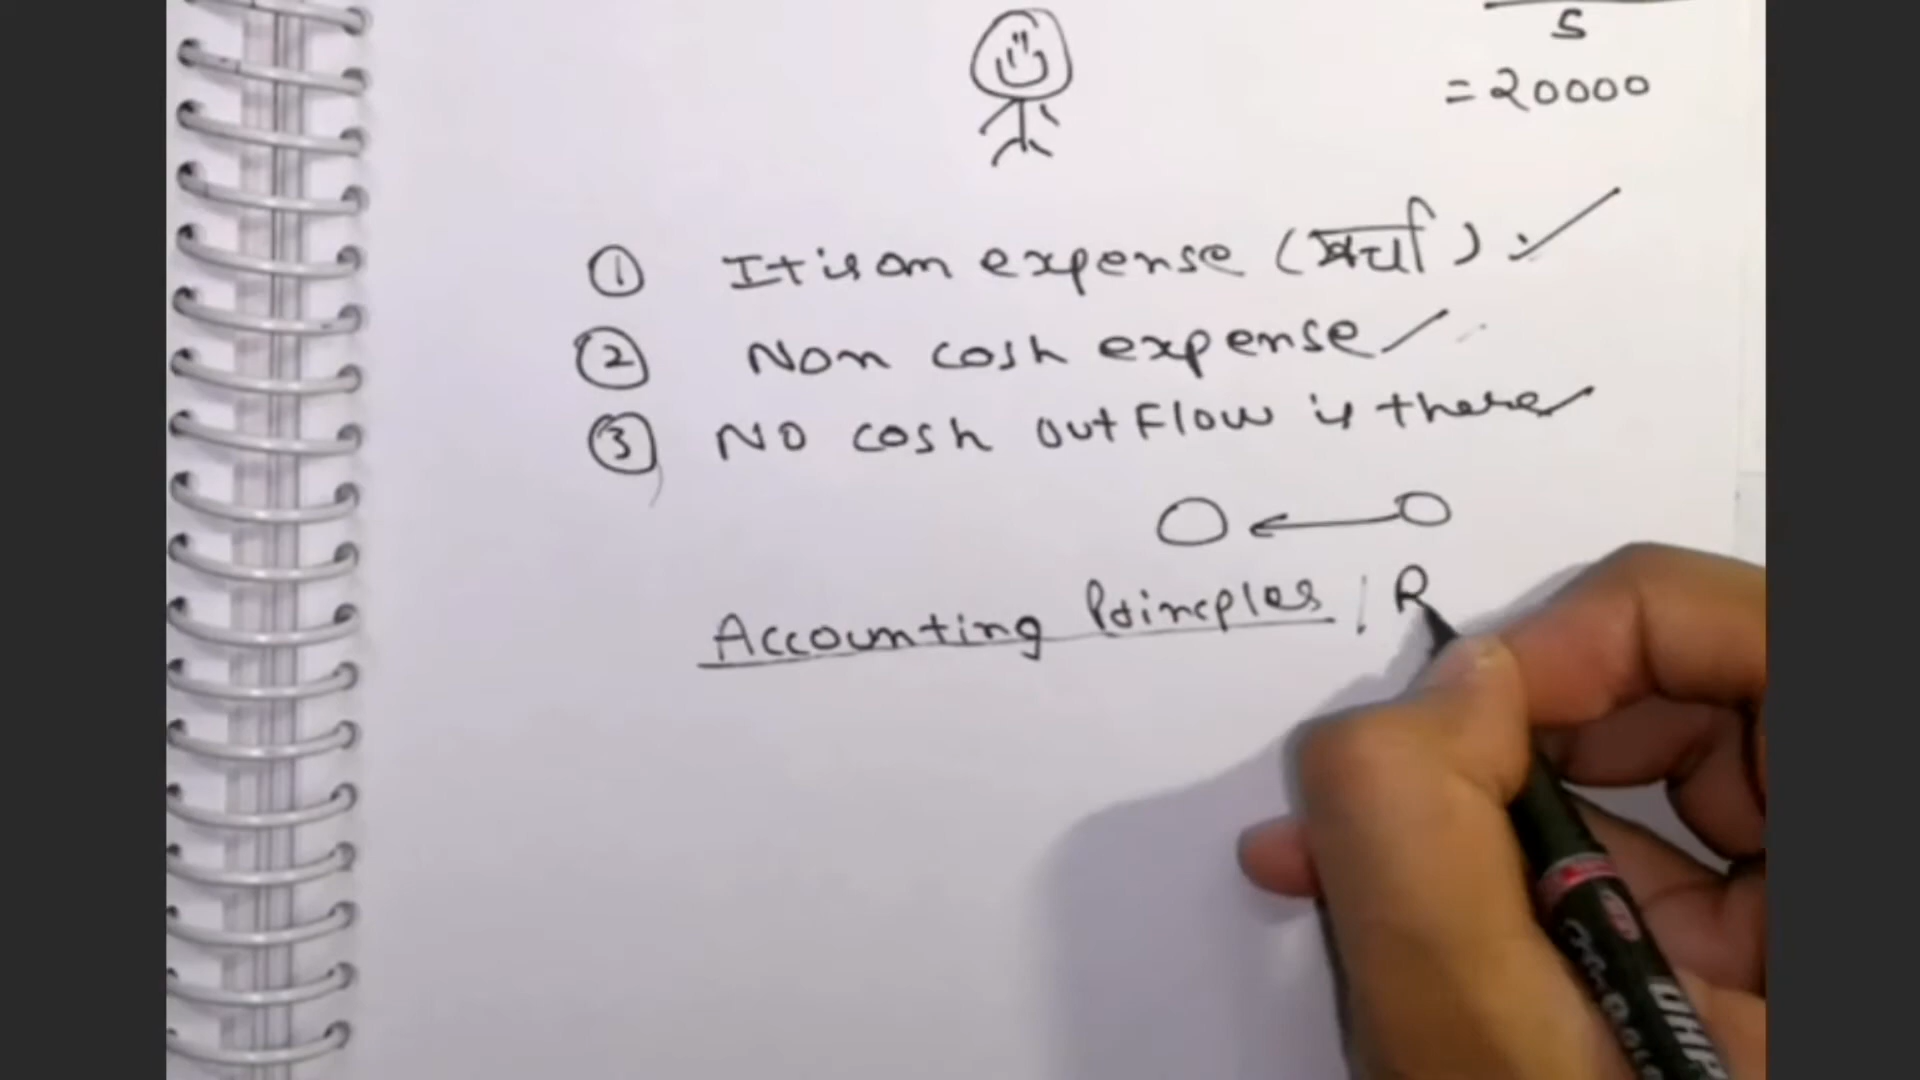 5
=20000
① It is an expense (खर्चा).
② Non cash expense
③ NO cash outflow is there
Accounting Principles / R
UHP